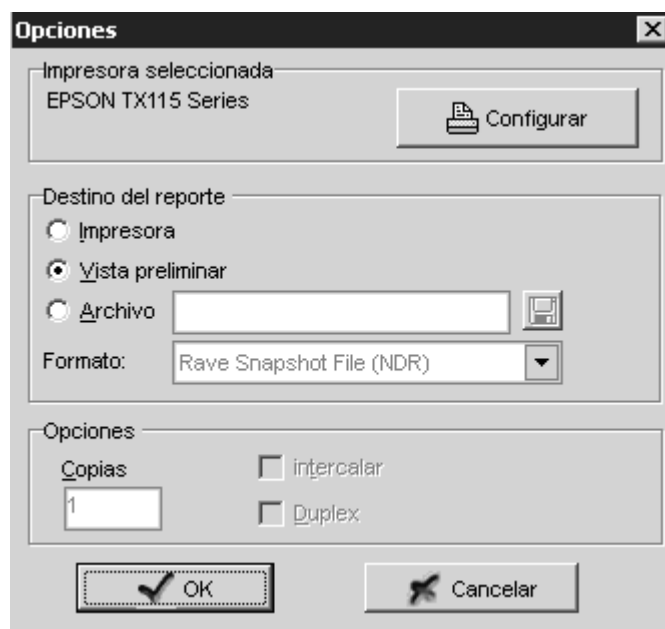 Opciones
Impresora seleccionada
EPSON TX115 Series
Configurar
Destino del reporte
Impresora
Vista preliminar
Archivo
Formato: Rave Snapshot File (NDR)
Opciones
Copias
intercalar
1
Duplex
OK
Cancelar